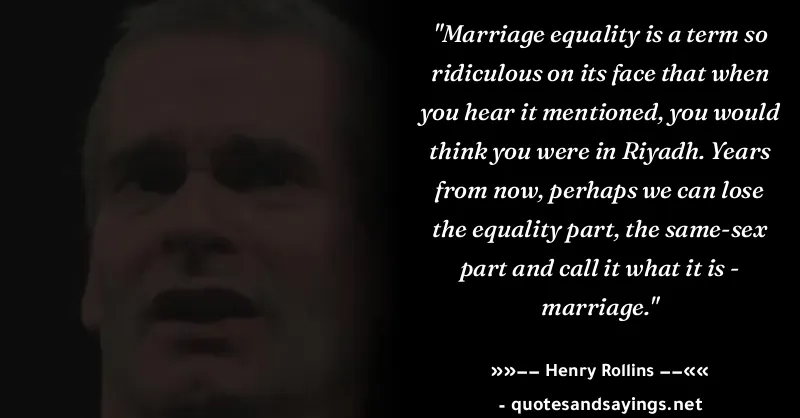 "Marriage equality is a term so
ridiculous on its face that when
you hear it mentioned, you would
think you were in Riyadh. Years
from now, perhaps we can lose
the equality part, the same-sex
part and call it what it is -
marriage."
»»−− Henry Rollins −−««
- quotesandsayings.net